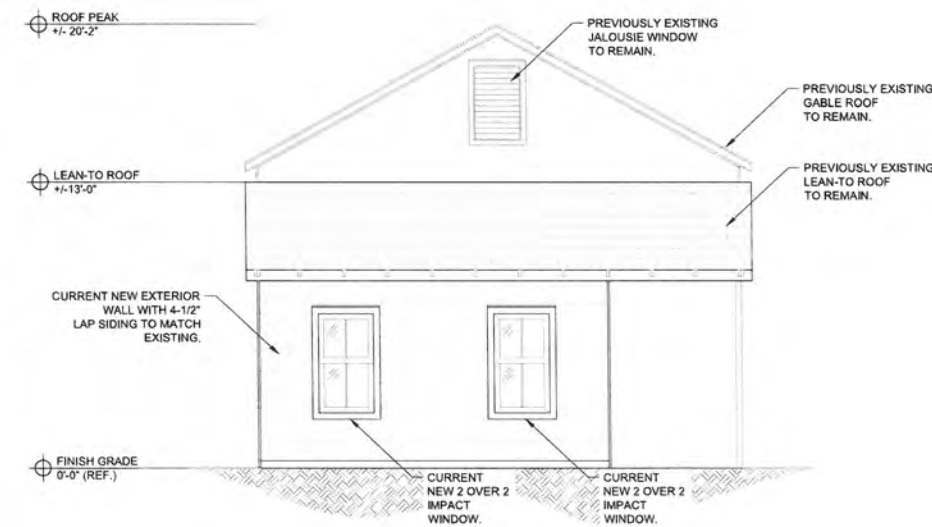 ROOF PEAK
+/- 20'-2"
PREVIOUSLY EXISTING
JALOUSIE WINDOW
TO REMAIN.
PREVIOUSLY EXISTING
GABLE ROOF
TO REMAIN.
LEAN-TO ROOF
+/-13'-0"
PREVIOUSLY EXISTING
LEAN-TO ROOF
TO REMAIN.
CURRENT NEW EXTERIOR
WALL WITH 4-1/2"
LAP SIDING TO MATCH
EXISTING.
FINISH GRADE
0'-0" (REF.)
CURRENT
NEW 2 OVER 2
IMPACT
WINDOW.
CURRENT
NEW 2 OVER 2
IMPACT
WINDOW.